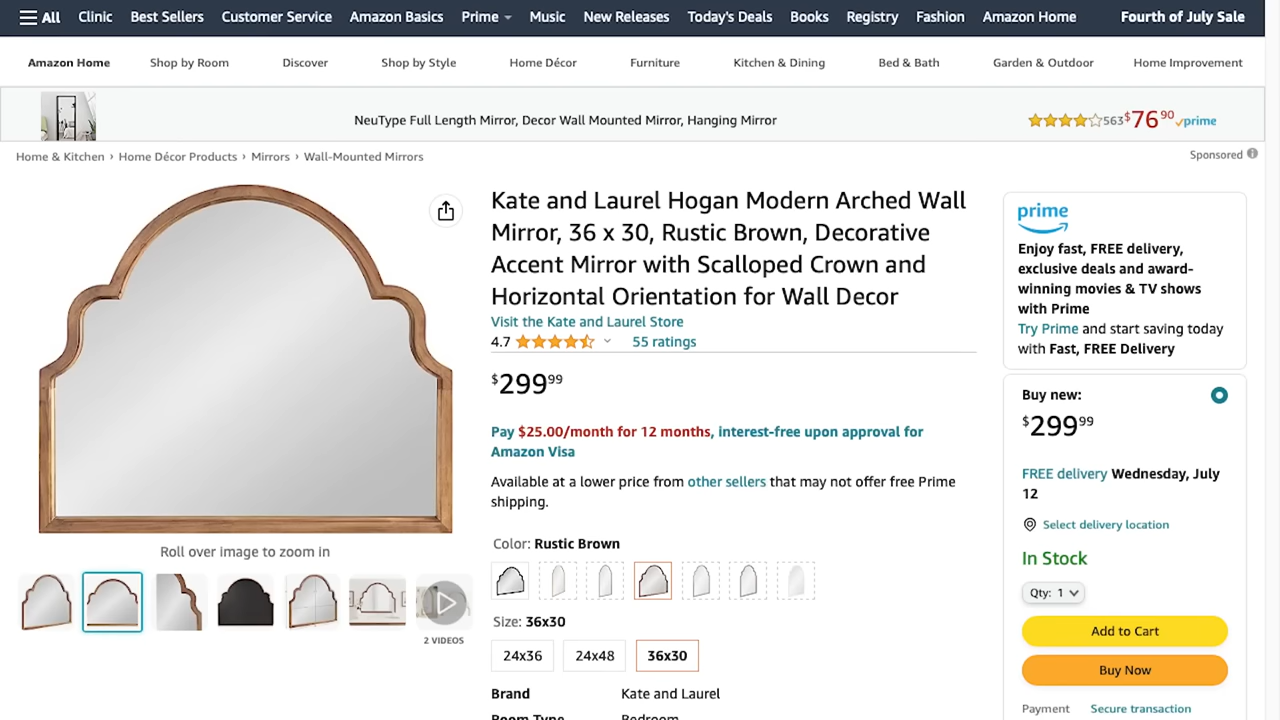 All Clinic Best Sellers Customer Service Amazon Basics Prime Music New Releases Today's Deals Books Registry Fashion Amazon Home Fourth of July Sale
Amazon Home Shop by Room Discover Shop by Style Home Décor Furniture Kitchen & Dining Bed & Bath Garden & Outdoor Home Improvement
NeuType Full Length Mirror, Decor Wall Mounted Mirror, Hanging Mirror 563 $76 90 prime
Home & Kitchen › Home Décor Products › Mirrors › Wall-Mounted Mirrors
Sponsored
Kate and Laurel Hogan Modern Arched Wall
Mirror, 36 x 30, Rustic Brown, Decorative
Accent Mirror with Scalloped Crown and
Horizontal Orientation for Wall Decor
Visit the Kate and Laurel Store
4.7 55 ratings
$299 99
Pay $25.00/month for 12 months, interest-free upon approval for
Amazon Visa
Available at a lower price from other sellers that may not offer free Prime
shipping.
Color: Rustic Brown
Size: 36x30
24x36 24x48 36x30
Brand Kate and Laurel
Room Type Bedroom
Roll over image to zoom in
2 VIDEOS
prime
Enjoy fast, FREE delivery,
exclusive deals and award-
winning movies & TV shows
with Prime
Try Prime and start saving today
with Fast, FREE Delivery
Buy new:
$299 99
FREE delivery Wednesday, July
12
Select delivery location
In Stock
Qty: 1
Add to Cart
Buy Now
Payment Secure transaction